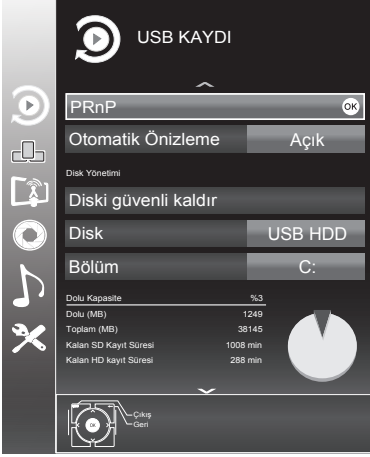 USB KAYDI
PRnP OK
Otomatik Önizleme Açık
Disk Yönetimi
Diski güvenli kaldır
Disk USB HDD
Bölüm C:
Dolu Kapasite %3
Dolu (MB) 1249
Toplam (MB) 38145
Kalan SD Kayıt Süresi 1008 min
Kalan HD kayıt Süresi 288 min
Çıkış
OK Geri